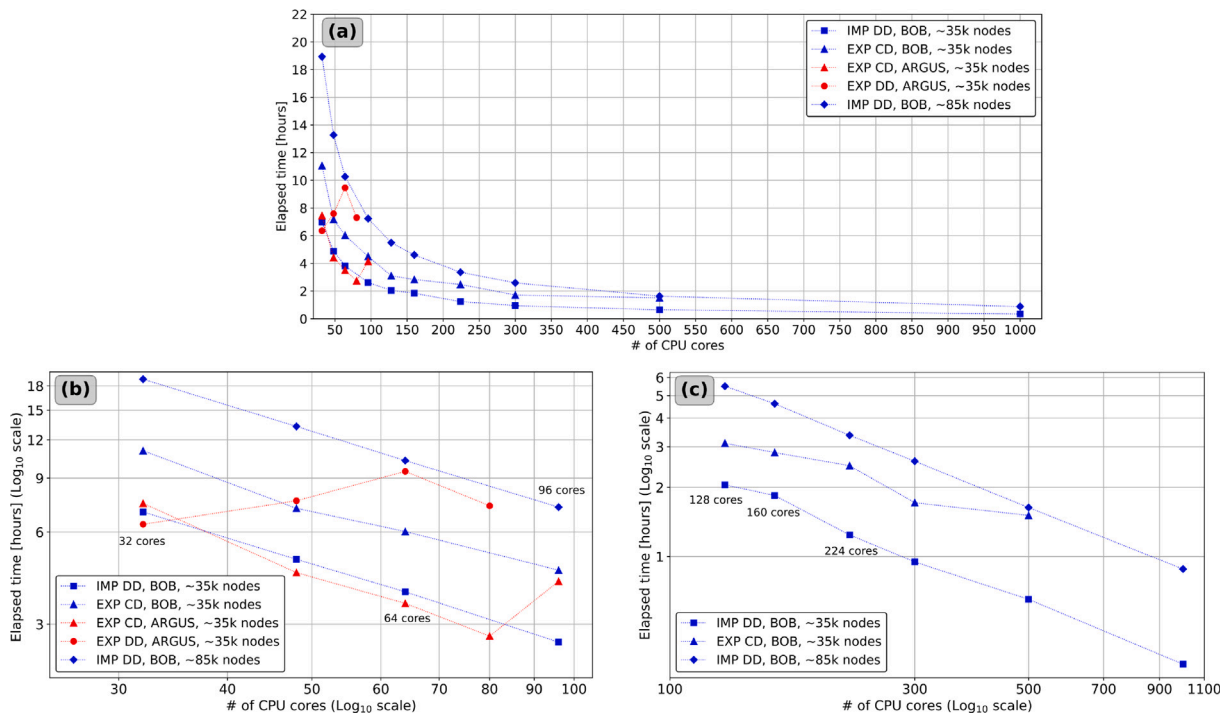 (a)
22
20
18
16
14
12
10
8
6
4
2
0
Elapsed time [hours]
IMP DD, BOB, ~35k nodes
EXP CD, BOB, ~35k nodes
EXP CD, ARGUS, ~35k nodes
EXP DD, ARGUS, ~35k nodes
IMP DD, BOB, ~85k nodes
50 100 150 200 250 300 350 400 450 500 550 600 650 700 750 800 850 900 950 1000
# of CPU cores
(b)
18
15
12
9
6
3
Elapsed time [hours] (Log10 scale)
96 cores
32 cores
64 cores
IMP DD, BOB, ~35k nodes
EXP CD, BOB, ~35k nodes
EXP CD, ARGUS, ~35k nodes
EXP DD, ARGUS, ~35k nodes
IMP DD, BOB, ~85k nodes
30 40 50 60 70 80 90 100
# of CPU cores (Log10 scale)
(c)
6
5
4
3
2
1
Elapsed time [hours] (Log10 scale)
128 cores
160 cores
224 cores
IMP DD, BOB, ~35k nodes
EXP CD, BOB, ~35k nodes
IMP DD, BOB, ~85k nodes
100 300 500 700 900 1100
# of CPU cores (Log10 scale)